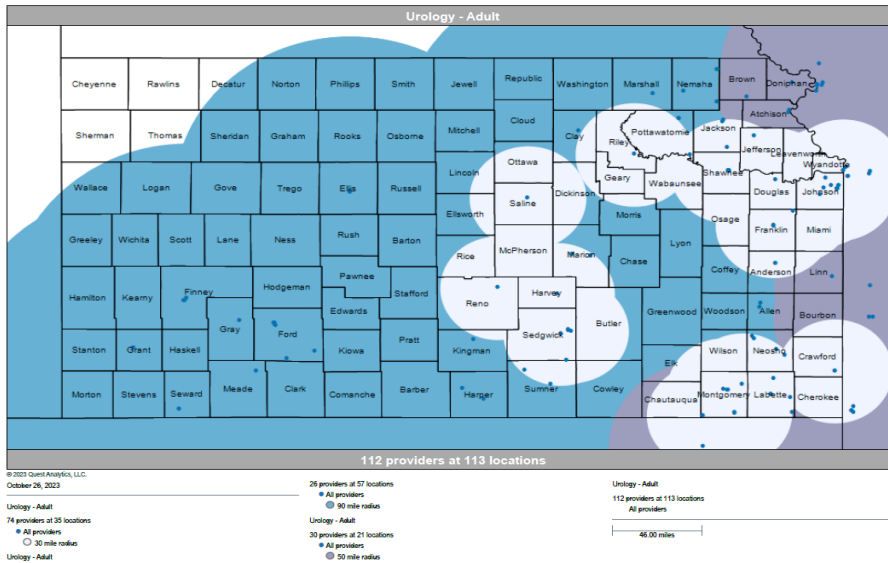 Urology - Adult
Cheyenne Rawlins Decatur Norton Phillips Smith Jewell Republic Washington Marshall Nemaha Brown Doniphan
Sherman Thomas Sheridan Graham Rooks Osborne Mitchell Cloud Clay Riley Pottawatomie Jackson Atchison
Jefferson Leavenworth Wyandotte
Ottawa Lincoln Geary Wabaunsee Shawnee
Wallace Logan Gove Trego Ellis Russell Saline Dickinson Douglas Johnson
Ellsworth Morris Osage
Greeley Wichita Scott Lane Ness Rush Barton Rice McPherson Marion Chase Lyon Franklin Miami
Pawnee Coffey Anderson Linn
Hamilton Kearny Finney Hodgeman Stafford Reno Harvey
Edwards Gray Ford Sedgwick Butler Greenwood Woodson Allen Bourbon
Stanton Grant Haskell Kiowa Pratt Kingman Elk Wilson Neosho Crawford
Morton Stevens Seward Meade Clark Comanche Barber Harper Sumner Cowley Chautauqua Montgomery Labette Cherokee
112 providers at 113 locations
© 2023 Quest Analytics, LLC.
October 26, 2023
Urology - Adult
74 providers at 35 locations
All providers
30 mile radius
Urology - Adult
26 providers at 57 locations
All providers
90 mile radius
Urology - Adult
30 providers at 21 locations
All providers
50 mile radius
Urology - Adult
112 providers at 113 locations
All providers
46.00 miles